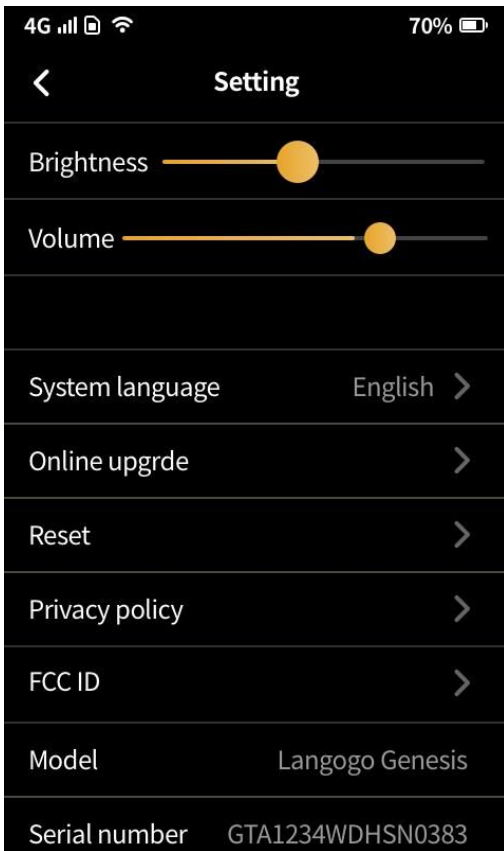 4G 70%
Setting
Brightness
Volume
System language English
Online upgrde
Reset
Privacy policy
FCC ID
Model Langogo Genesis
Serial number GTA1234WDHSN0383